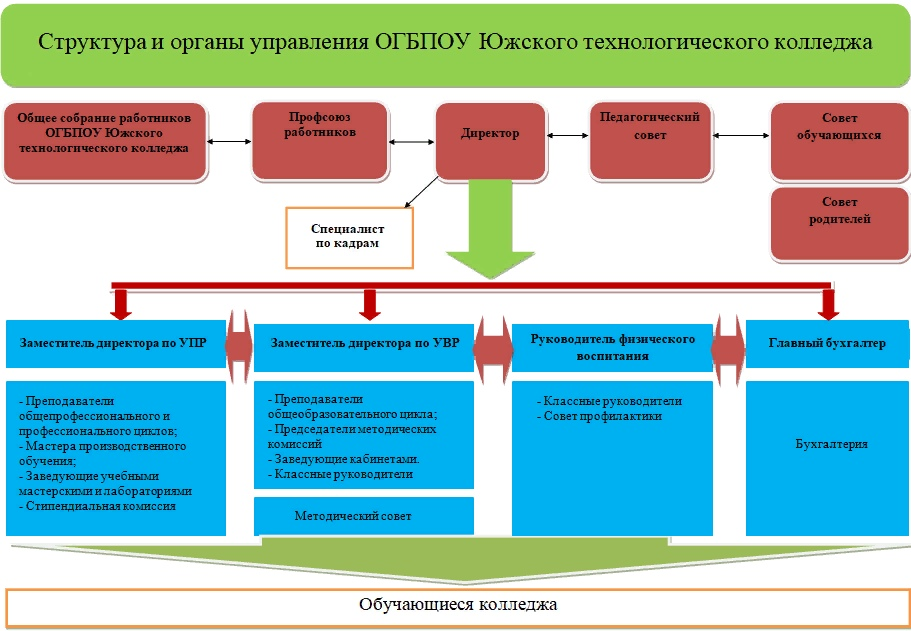 Структура и органы управления ОГБПОУ Южского технологического колледжа
Общее собрание работников
ОГБПОУ Южского
технологического колледжа
Профсоюз
работников
Директор
Педагогический
совет
Совет
обучающихся
Совет
родителей
Специалист
по кадрам
Заместитель директора по УПР
Заместитель директора по УВР
Руководитель физического
воспитания
Главный бухгалтер
- Преподаватели
общепрофессионального и
профессионального циклов;
- Мастера производственного
обучения;
- Заведующие учебными
мастерскими и лабораториями
- Стипендиальная комиссия
- Преподаватели
общеобразовательного цикла;
- Председатели методических
комиссий
- Заведующие кабинетами.
- Классные руководители
Методический совет
- Классные руководители
- Совет профилактики
Бухгалтерия
Обучающиеся колледжа